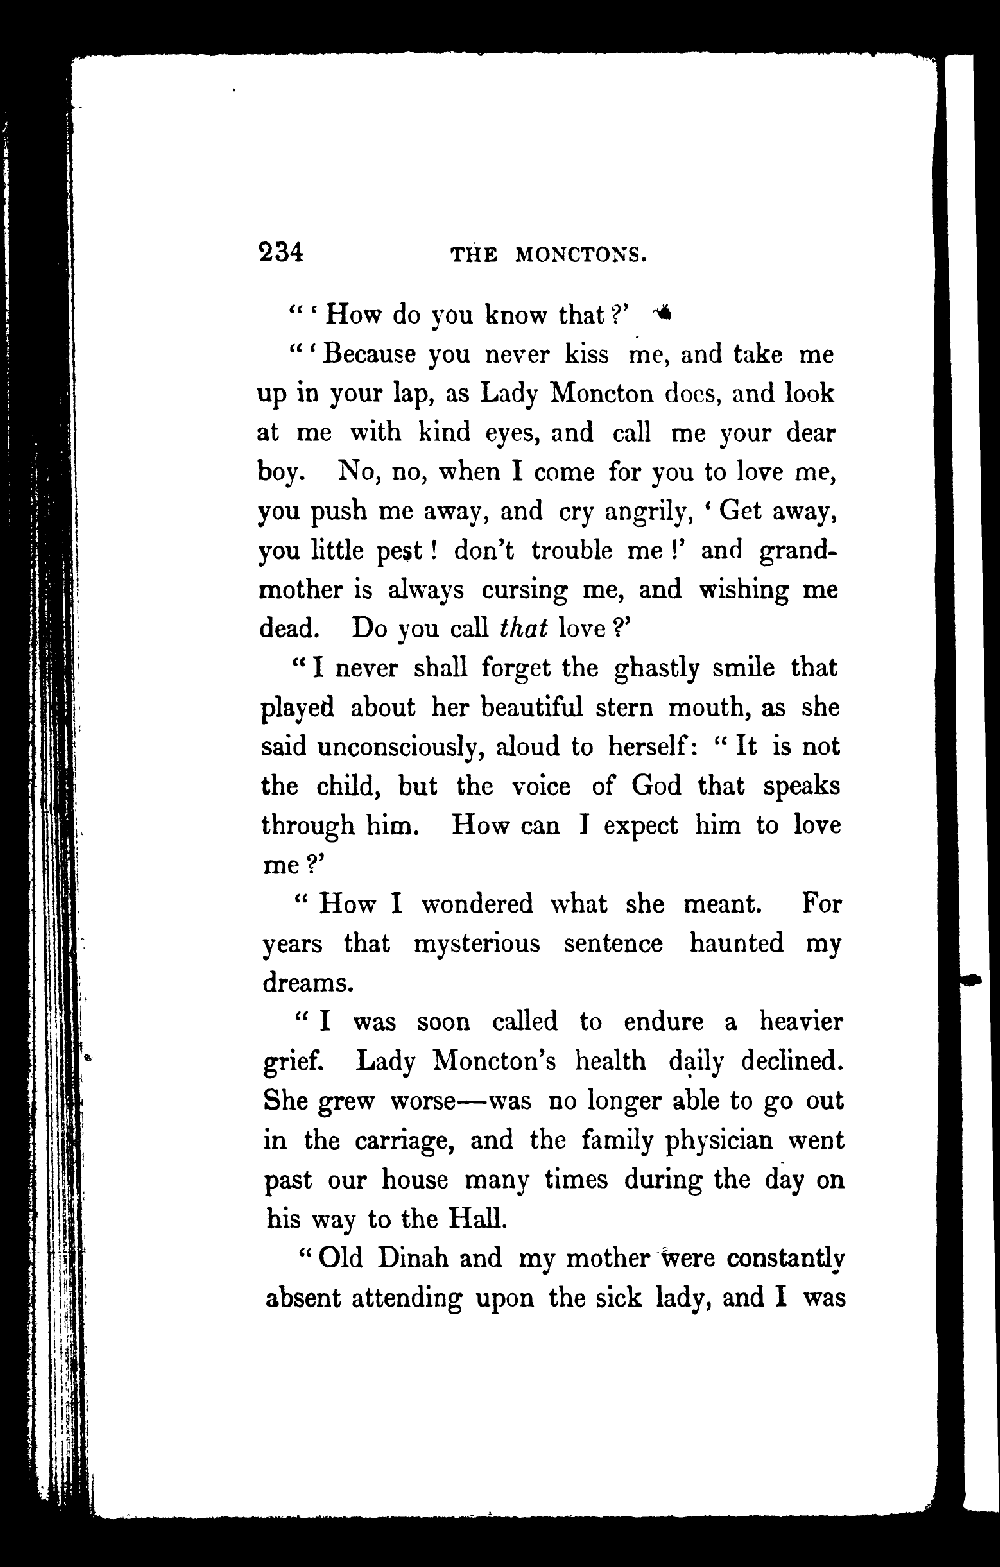 234 THE MONCTONS.
“ ‘ How do you know that ?’
“ ‘ Because you never kiss me, and take me
up in your lap, as Lady Moncton does, and look
at me with kind eyes, and call me your dear
boy. No, no, when I come for you to love me,
you push me away, and cry angrily, ‘ Get away,
you little pest ! don’t trouble me !’ and grand-
mother is always cursing me, and wishing me
dead. Do you call that love ?’
“ I never shall forget the ghastly smile that
played about her beautiful stern mouth, as she
said unconsciously, aloud to herself: “ It is not
the child, but the voice of God that speaks
through him. How can I expect him to love
me ?’
“ How I wondered what she meant. For
years that mysterious sentence haunted my
dreams.
“ I was soon called to endure a heavier
grief. Lady Moncton’s health daily declined.
She grew worse—was no longer able to go out
in the carriage, and the family physician went
past our house many times during the day on
his way to the Hall.
“ Old Dinah and my mother were constantly
absent attending upon the sick lady, and I was